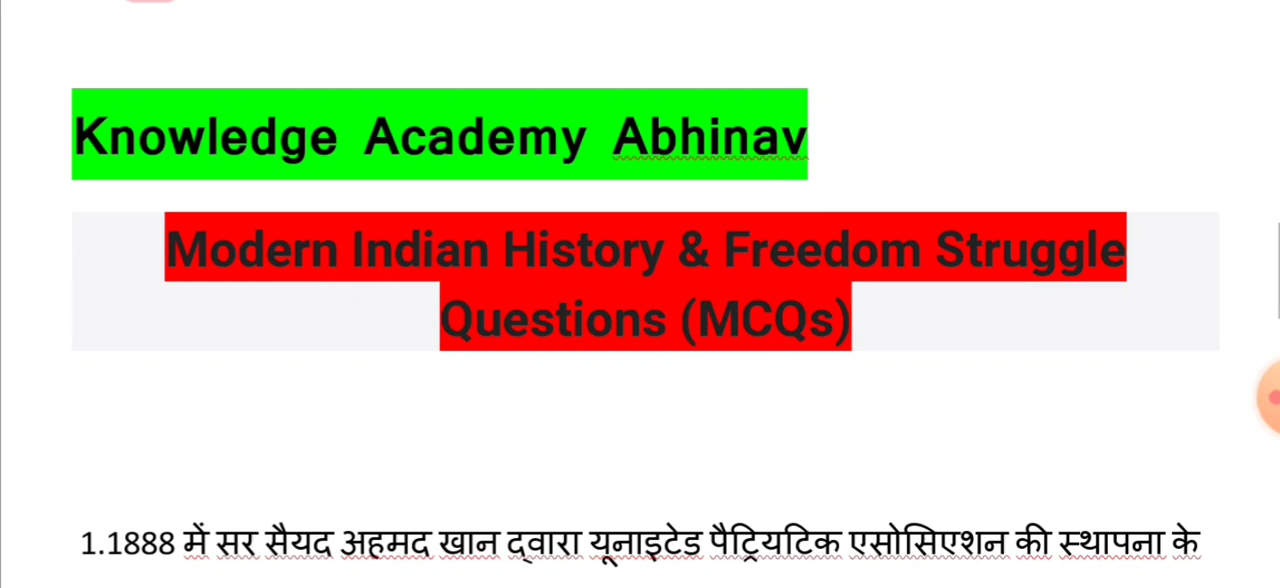 Knowledge Academy Abhinav
Modern Indian History & Freedom Struggle
Questions (MCQs)
1.1888 में सर सैयद अहमद खान द्वारा यूनाइटेड पैट्रियटिक एसोसिएशन की स्थापना के